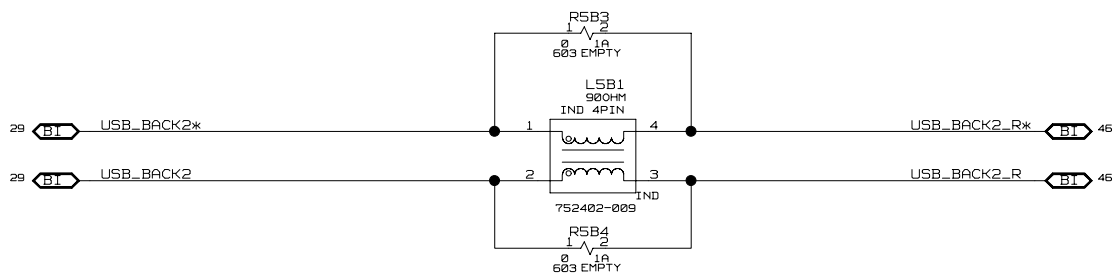 R5B3
1 2
0 1A
603 EMPTY
L5B1
90OHM
IND 4PIN
29 BI USB_BACK2* 1 4 USB_BACK2_R* BI 46
29 BI USB_BACK2 2 3 USB_BACK2_R BI 46
IND
752402-009
R5B4
1 2
0 1A
603 EMPTY